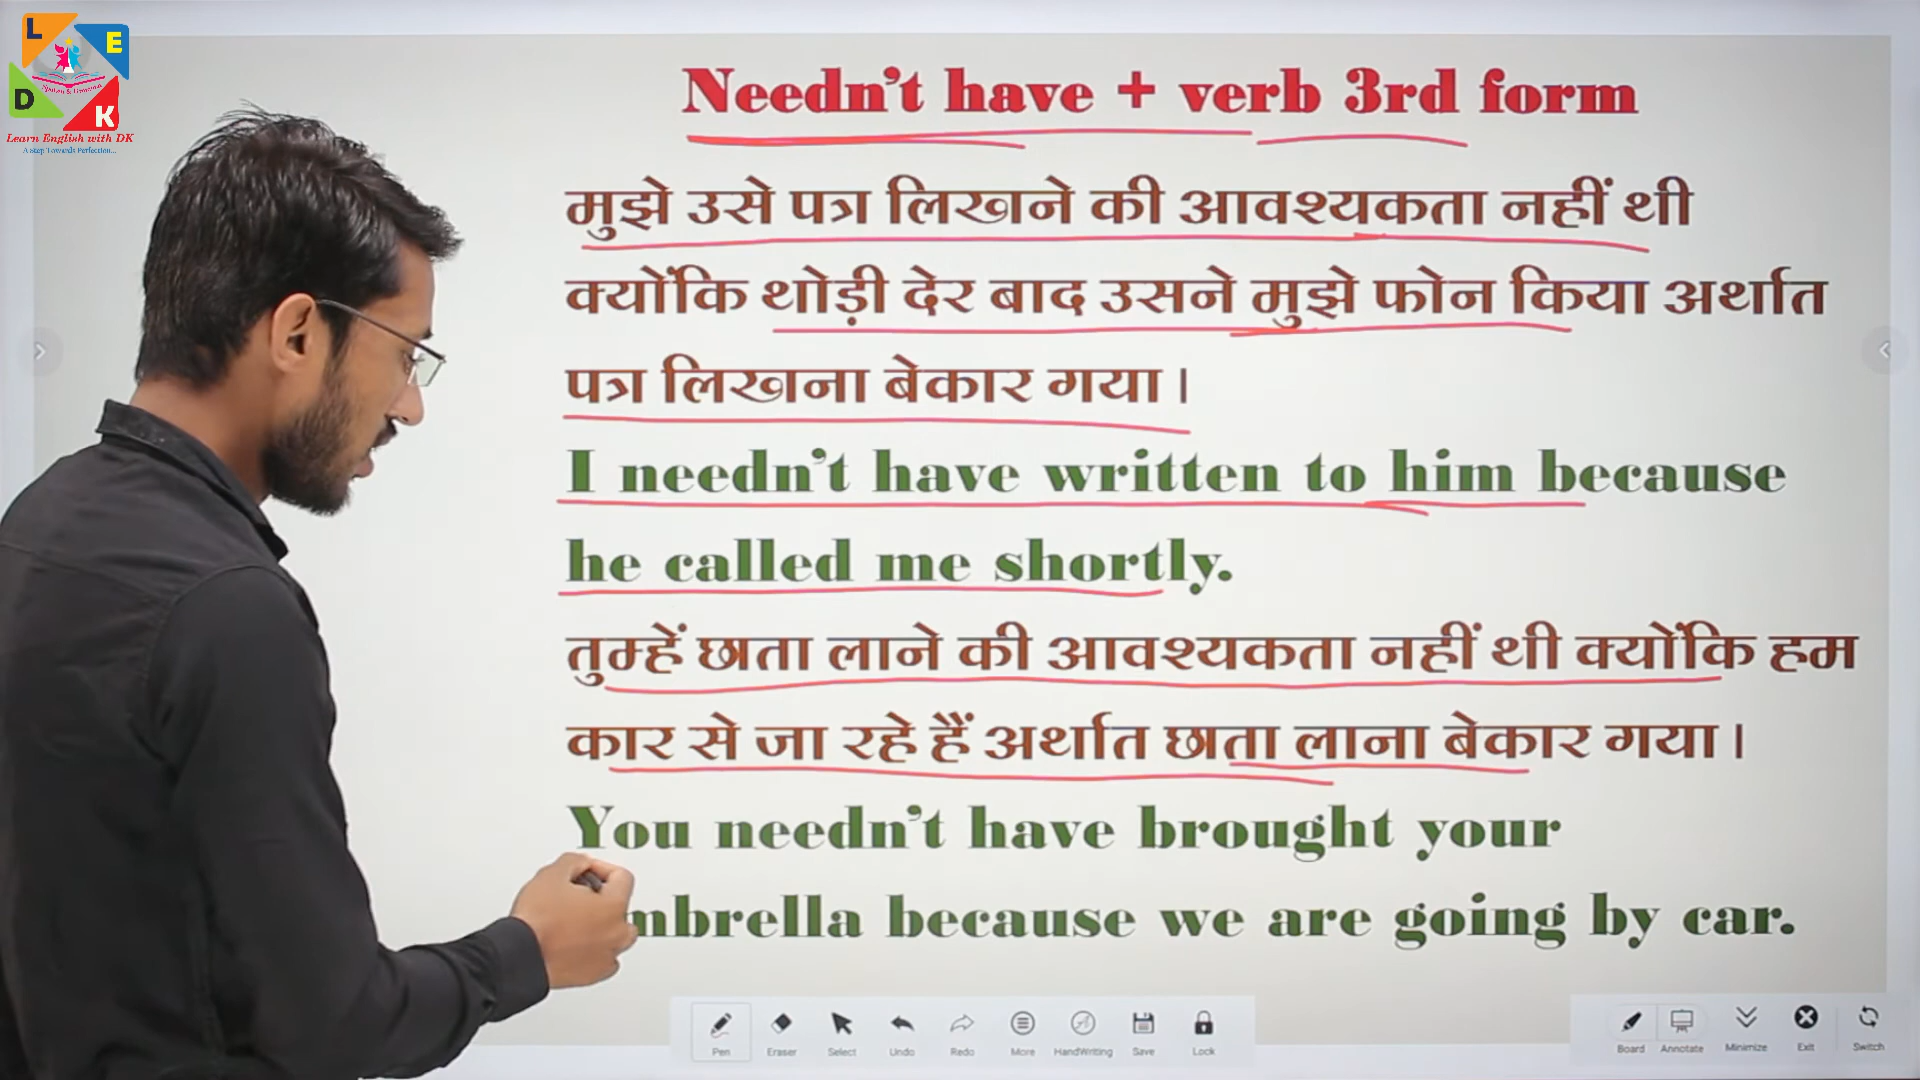 L
E
D
K
Learn English with DK
A Step Towards Perfection...
Needn't have + verb 3rd form
मुझे उसे पत्र लिखने की आवश्यकता नहीं थी
क्योंकि थोड़ी देर बाद उसने मुझे फोन किया अर्थात
पत्र लिखना बेकार गया।
I needn't have written to him because
he called me shortly.
तुम्हें छाता लाने की आवश्यकता नहीं थी क्योंकि हम
कार से जा रहे हैं अर्थात छाता लाना बेकार गया।
You needn't have brought your
mbrella because we are going by car.
Pen Eraser Select Undo Redo More HandWriting Save Lock
Board Annotate Minimize Exit Switch